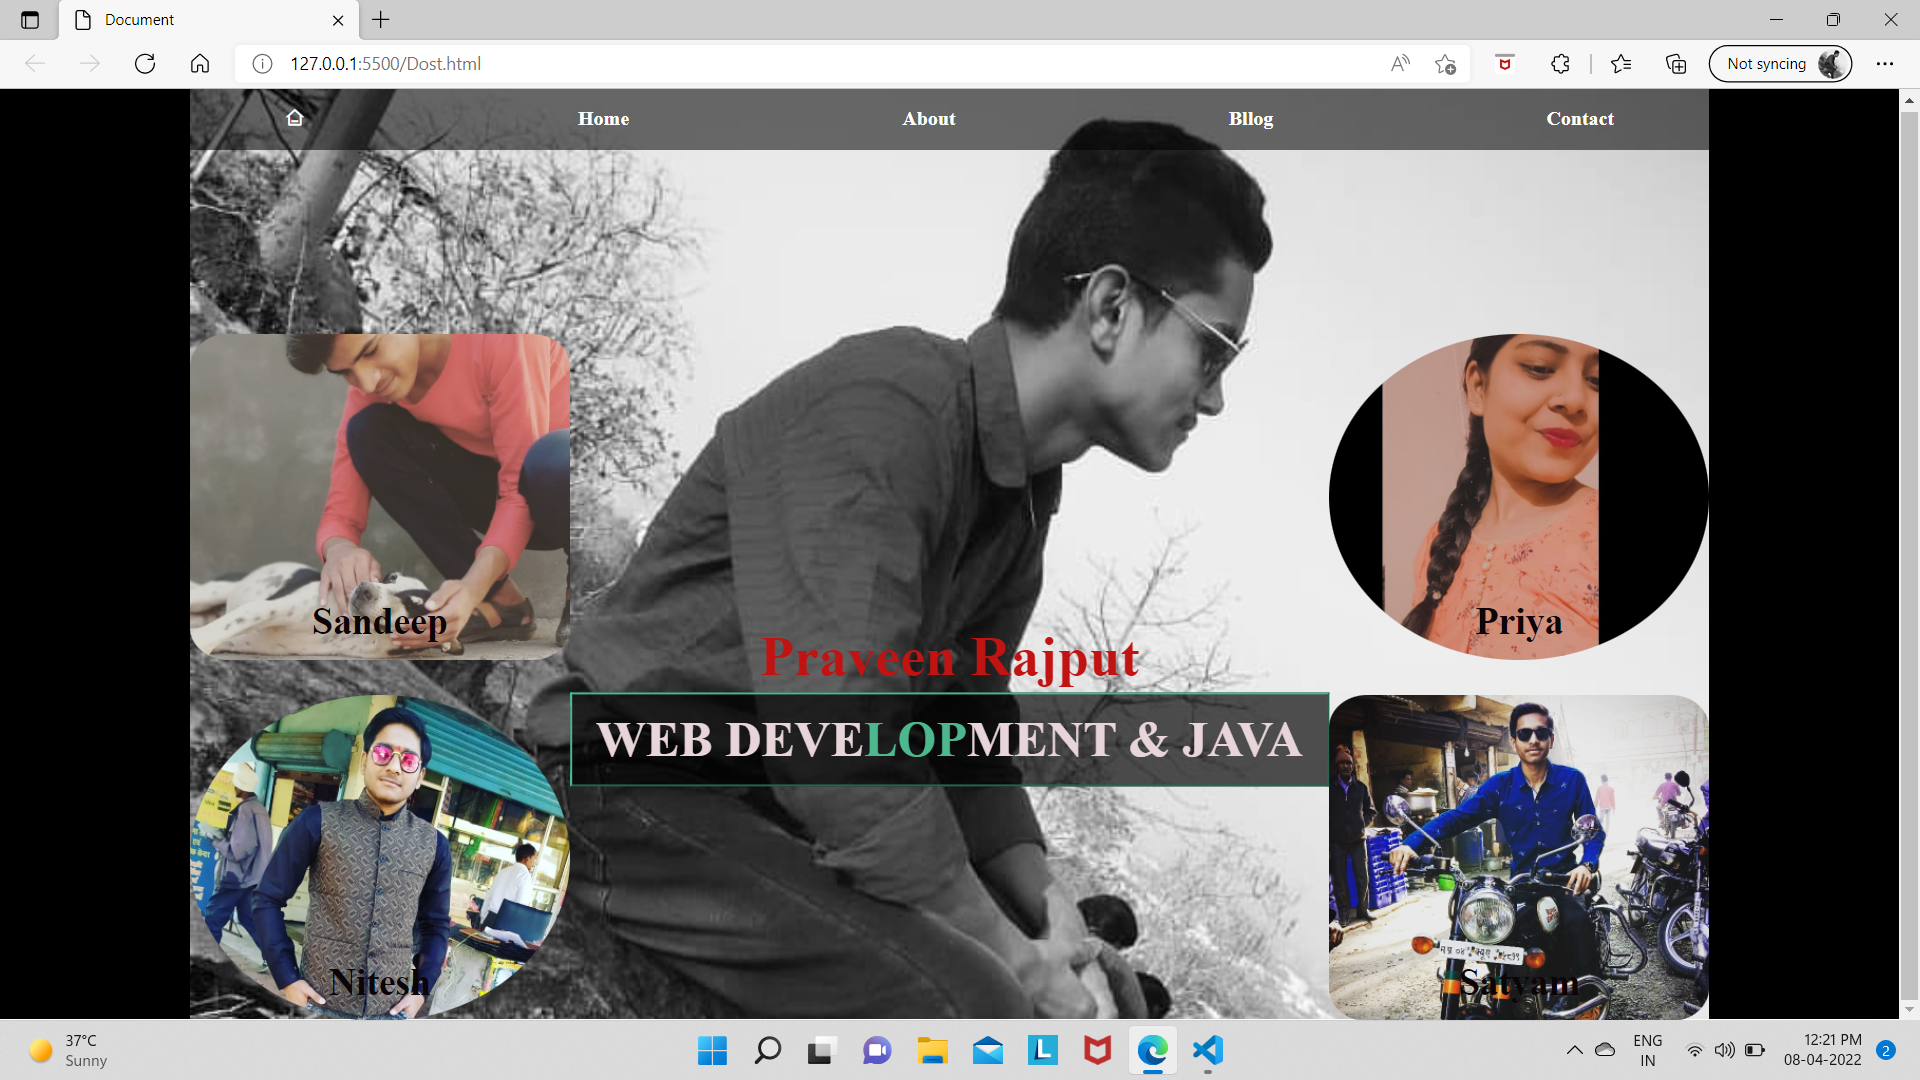 Document
127.0.0.1:5500/Dost.html
Not syncing
Home About Bllog Contact
Sandeep
Priya
Praveen Rajput
WEB DEVELOPMENT & JAVA
Nitesh
Satyam
37°C
Sunny
ENG
IN
12:21 PM
08-04-2022
2